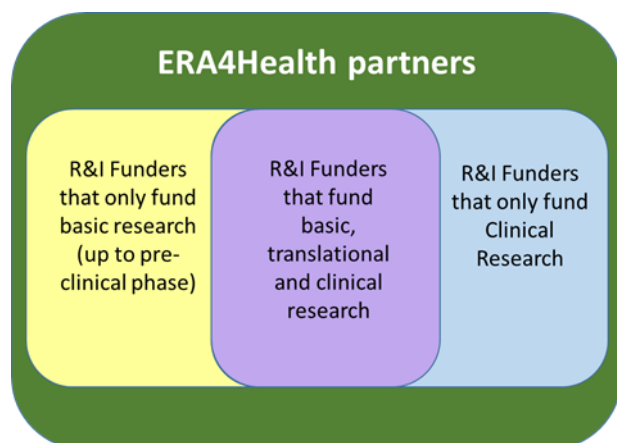 ERA4Health partners
R&I Funders
that only fund
basic research
(up to pre-
clinical phase)
R&I Funders
that fund
basic,
translational
and clinical
research
R&I Funders
that only fund
Clinical
Research